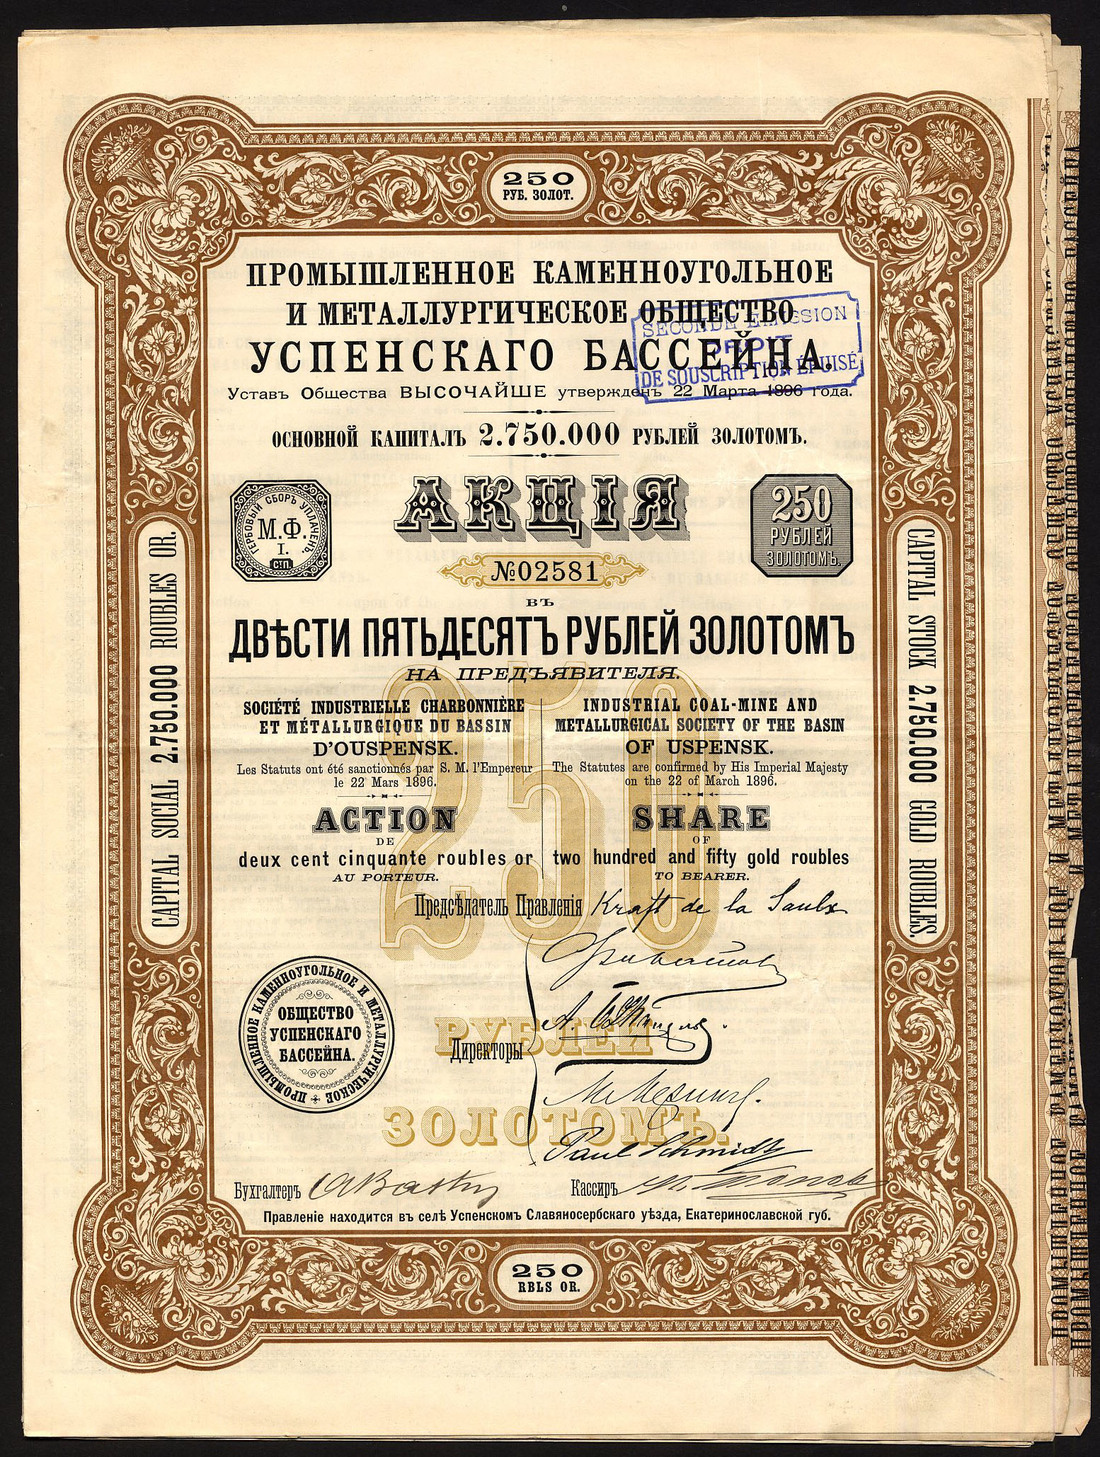 250
РУБ. ЗОЛОТ.
ПРОМЫШЛЕННОЕ КАМЕННОУГОЛЬНОЕ
И МЕТАЛЛУРГИЧЕСКОЕ ОБЩЕСТВО
УСПЕНСКАГО БАССЕЙНА.
SECONDE EMISSION
DROIT
DE SOUSCRIPTION ÉPUISÉ
Уставъ Общества ВЫСОЧАЙШЕ утвержденъ 22 Марта 1896 года.
ОСНОВНОЙ КАПИТАЛЪ 2.750.000 РУБЛЕЙ ЗОЛОТОМЪ.
АКЦІЯ
ГЕРБОВЫЙ СБОРЪ УПЛАЧЕНЪ.
М.Ф.
I.
СПП.
250
РУБЛЕЙ
ЗОЛОТОМЪ.
№02581
ВЪ
ДВѢСТИ ПЯТЬДЕСЯТЪ РУБЛЕЙ ЗОЛОТОМЪ
НА ПРЕДЪЯВИТЕЛЯ.
SOCIÉTÉ INDUSTRIELLE CHARBONNIÈRE
ET MÉTALLURGIQUE DU BASSIN
D'OUSPENSK.
Les Statuts ont été sanctionnés par S. M. l'Empereur
le 22 Mars 1896.
ACTION
DE
deux cent cinquante roubles or
AU PORTEUR.
INDUSTRIAL COAL-MINE AND
METALLURGICAL SOCIETY OF THE BASIN
OF USPENSK.
The Statutes are confirmed by His Imperial Majesty
on the 22 of March 1896.
SHARE
OF
two hundred and fifty gold roubles
TO BEARER.
250
РУБЛЕЙ
ЗОЛОТОМЪ.
Предсѣдатель Правленія Kraft de la Saulx
Директоры
Paul Schmidt
ПРОМЫШЛЕННОЕ КАМЕННОУГОЛЬНОЕ И МЕТАЛЛУРГИЧЕСКОЕ
ОБЩЕСТВО
УСПЕНСКАГО
БАССЕЙНА.
Бухгалтеръ
Кассиръ
Правленіе находится въ селѣ Успенскомъ Славяносербскаго уѣзда, Екатеринославской губ.
250
RBLS OR.
CAPITAL SOCIAL 2.750.000 ROUBLES OR.
CAPITAL STOCK 2.750.000 GOLD ROUBLES.